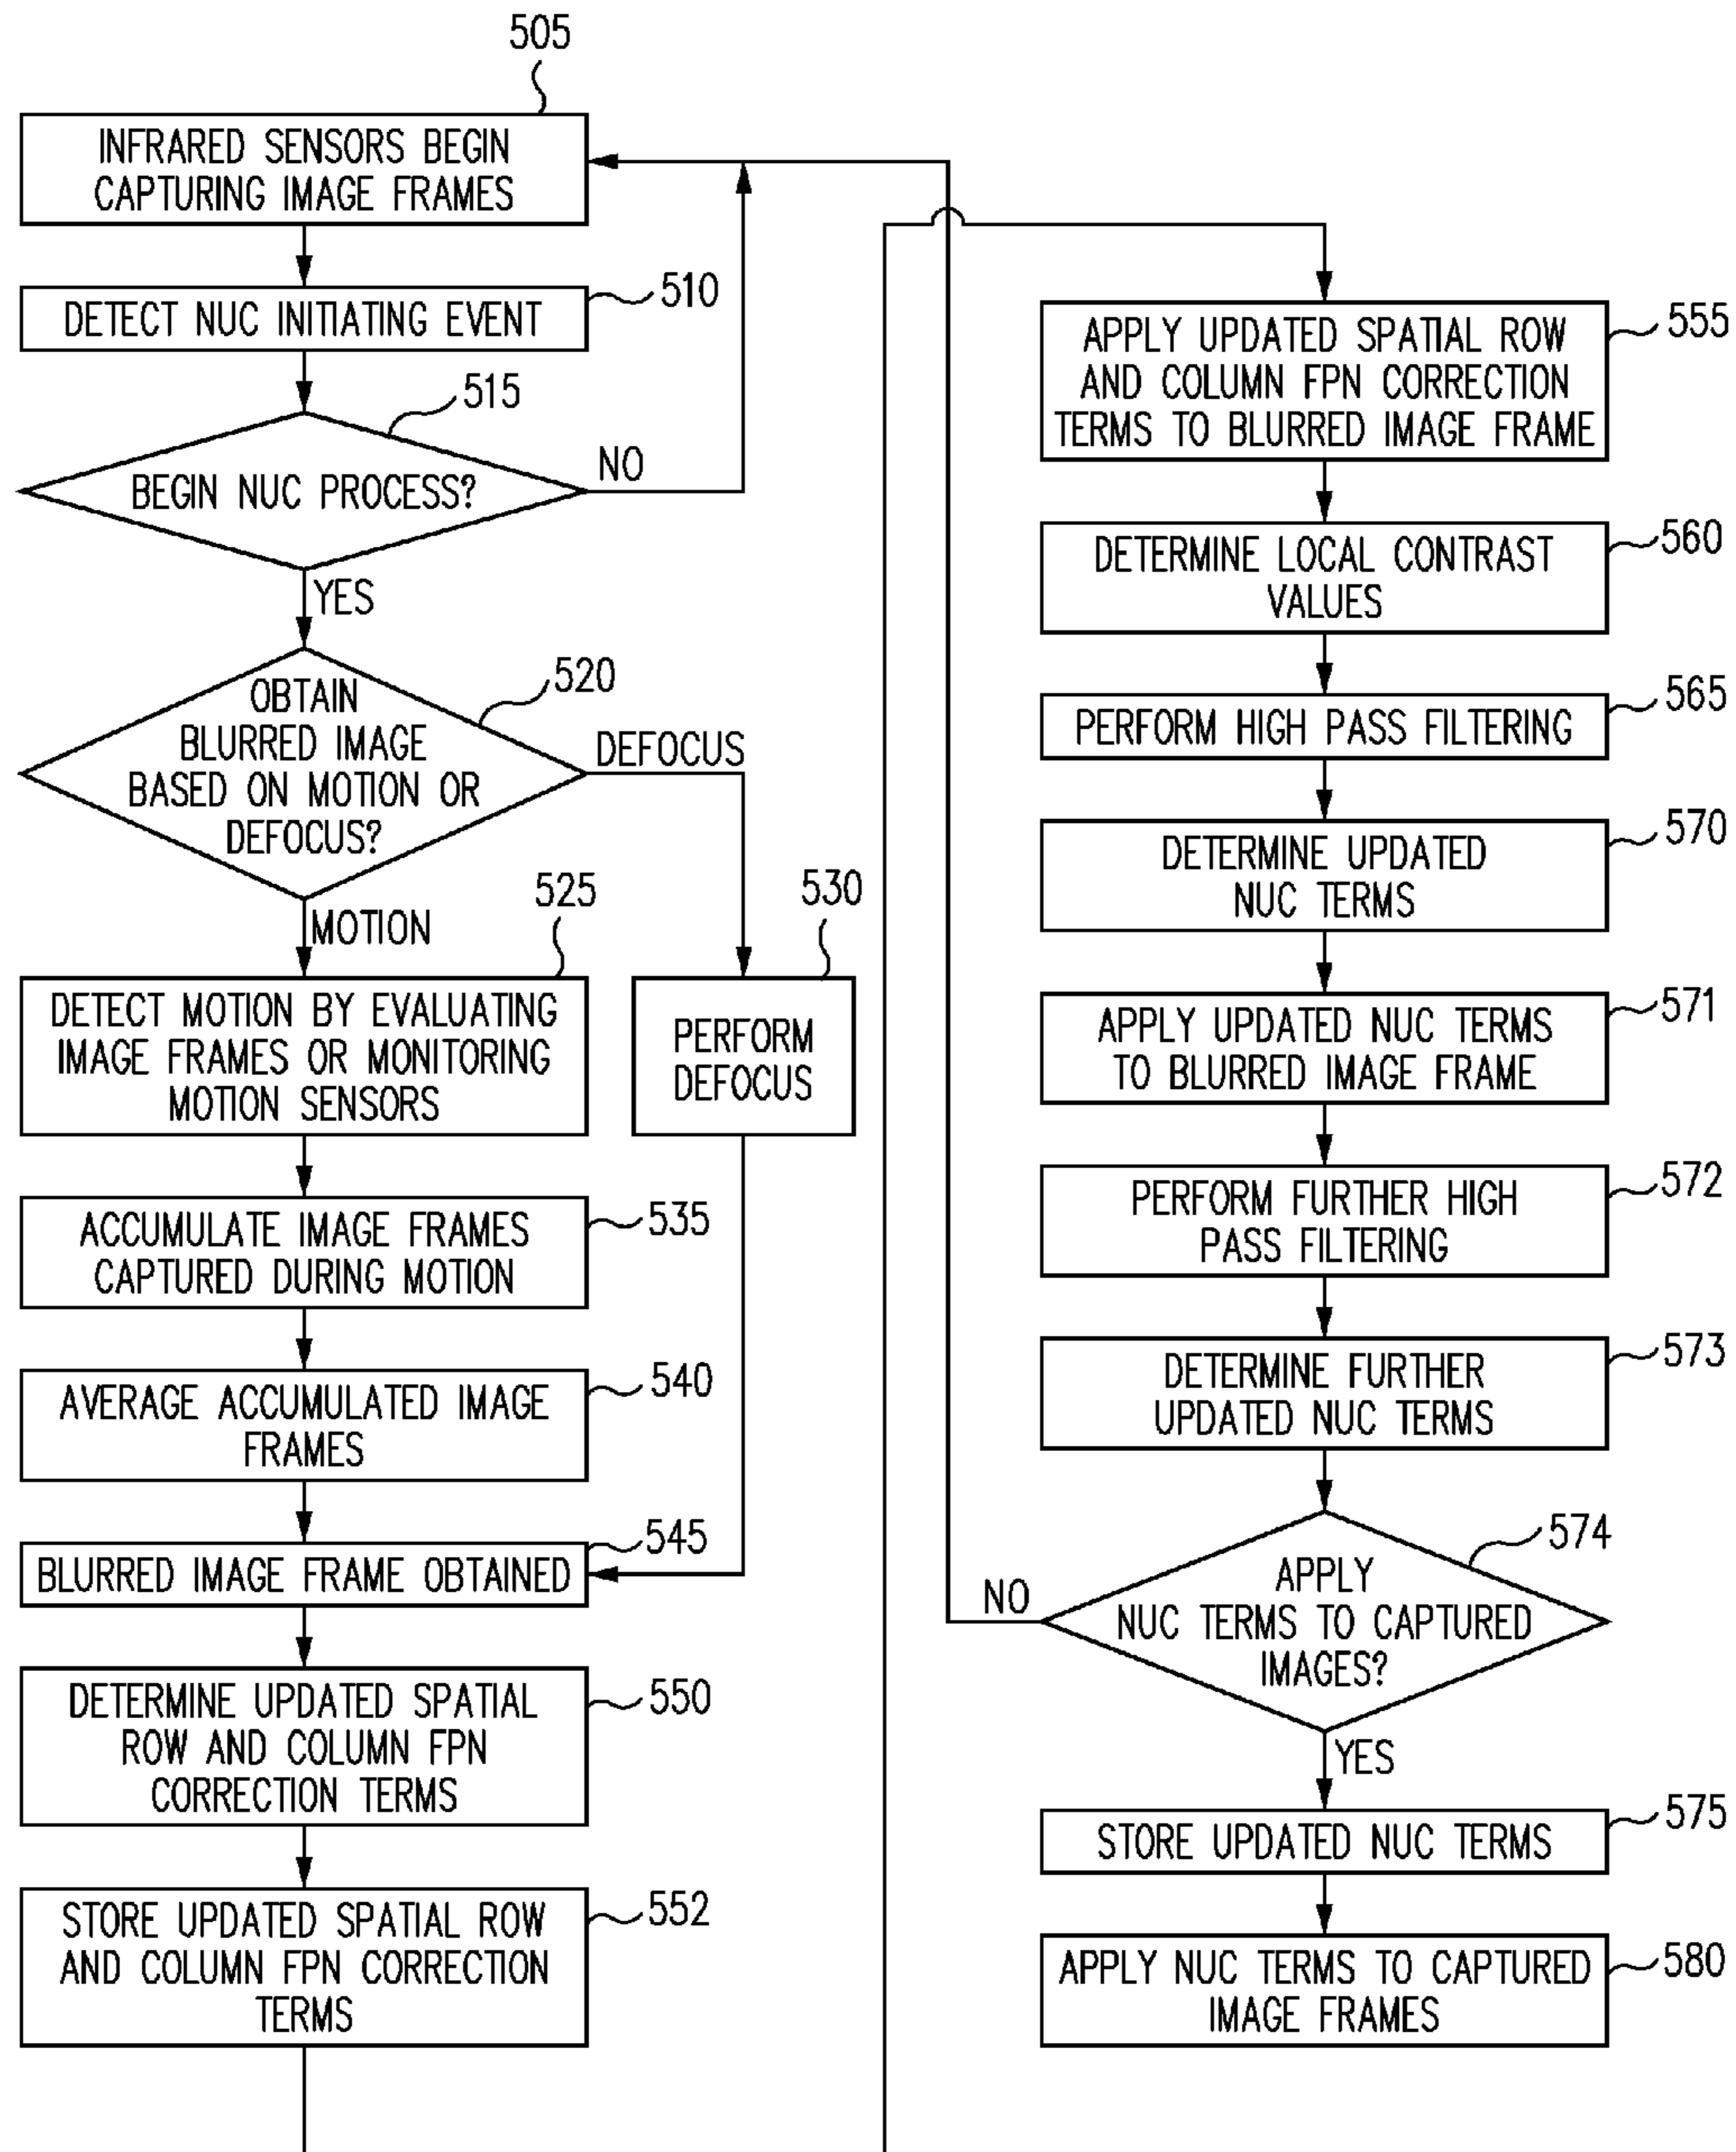 505
INFRARED SENSORS BEGIN
CAPTURING IMAGE FRAMES
DETECT NUC INITIATING EVENT
510
515
BEGIN NUC PROCESS?
NO
YES
520
OBTAIN
BLURRED IMAGE
BASED ON MOTION OR
DEFOCUS?
DEFOCUS
MOTION
525
DETECT MOTION BY EVALUATING
IMAGE FRAMES OR MONITORING
MOTION SENSORS
530
PERFORM
DEFOCUS
ACCUMULATE IMAGE FRAMES
CAPTURED DURING MOTION
535
AVERAGE ACCUMULATED IMAGE
FRAMES
540
BLURRED IMAGE FRAME OBTAINED
545
DETERMINE UPDATED SPATIAL
ROW AND COLUMN FPN
CORRECTION TERMS
550
STORE UPDATED SPATIAL ROW
AND COLUMN FPN CORRECTION
TERMS
552
APPLY UPDATED SPATIAL ROW
AND COLUMN FPN CORRECTION
TERMS TO BLURRED IMAGE FRAME
555
DETERMINE LOCAL CONTRAST
VALUES
560
PERFORM HIGH PASS FILTERING
565
DETERMINE UPDATED
NUC TERMS
570
APPLY UPDATED NUC TERMS
TO BLURRED IMAGE FRAME
571
PERFORM FURTHER HIGH
PASS FILTERING
572
DETERMINE FURTHER
UPDATED NUC TERMS
573
574
APPLY
NUC TERMS TO CAPTURED
IMAGES?
NO
YES
STORE UPDATED NUC TERMS
575
APPLY NUC TERMS TO CAPTURED
IMAGE FRAMES
580